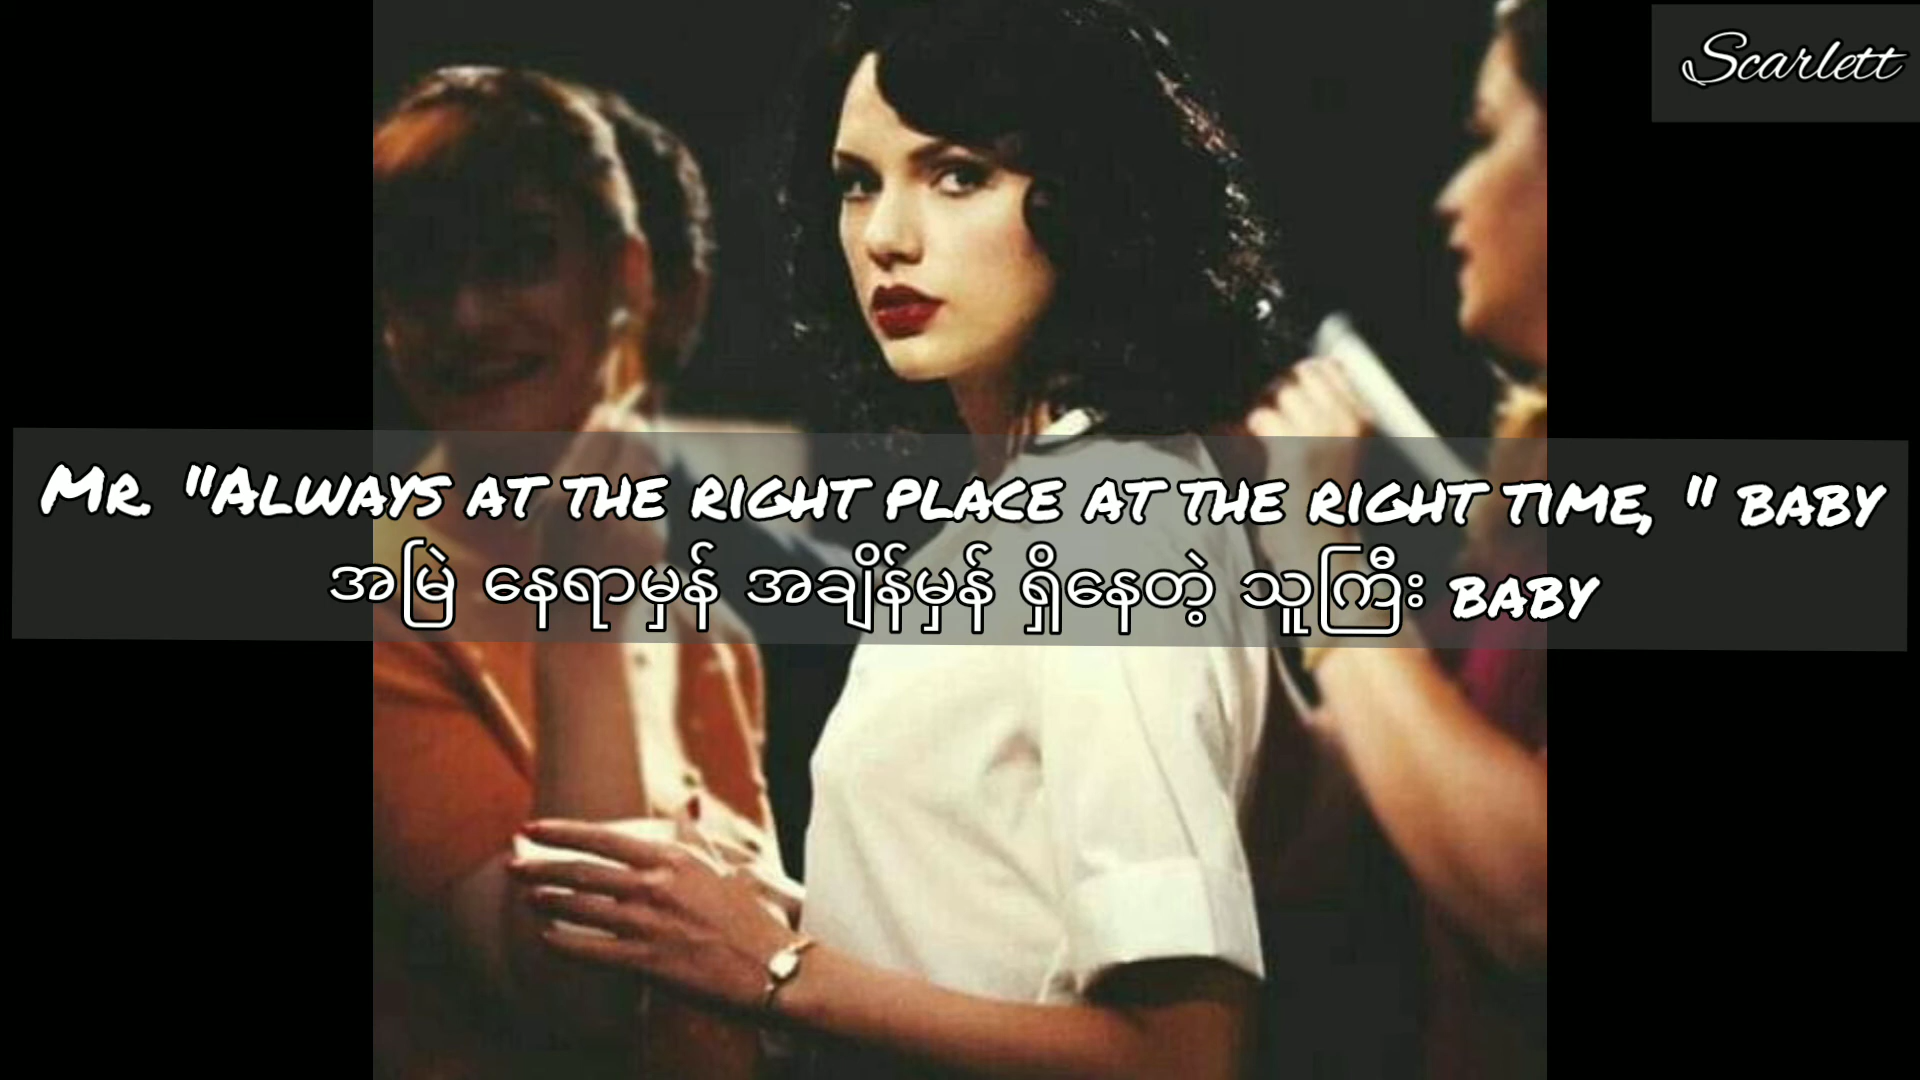 Scarlett
Mr. "Always at the right place at the right time, " baby
အမြဲ နေရာမှန် အချိန်မှန် ရှိနေတဲ့ သူကြီး baby